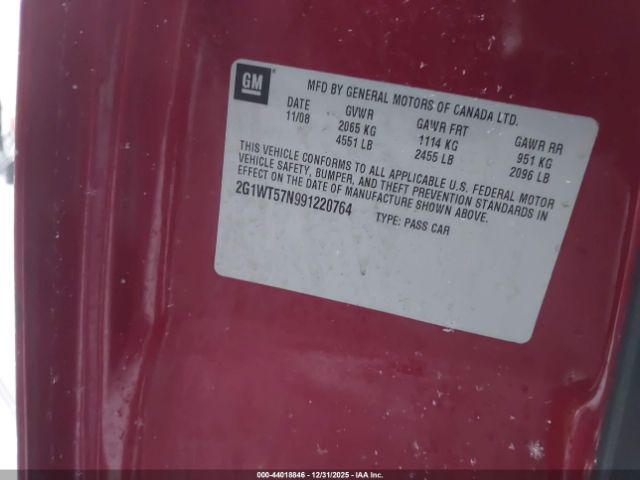 GM
MFD BY GENERAL MOTORS OF CANADA LTD.
DATE GVWR GAWR FRT GAWR RR
11/08 2065 KG 1114 KG 951 KG
4551 LB 2455 LB 2096 LB
THIS VEHICLE CONFORMS TO ALL APPLICABLE U.S. FEDERAL MOTOR
VEHICLE SAFETY, BUMPER, AND THEFT PREVENTION STANDARDS IN
EFFECT ON THE DATE OF MANUFACTURE SHOWN ABOVE.
2G1WT57N991220764 TYPE: PASS CAR
000-44018846 - 12/31/2025 - IAA Inc.